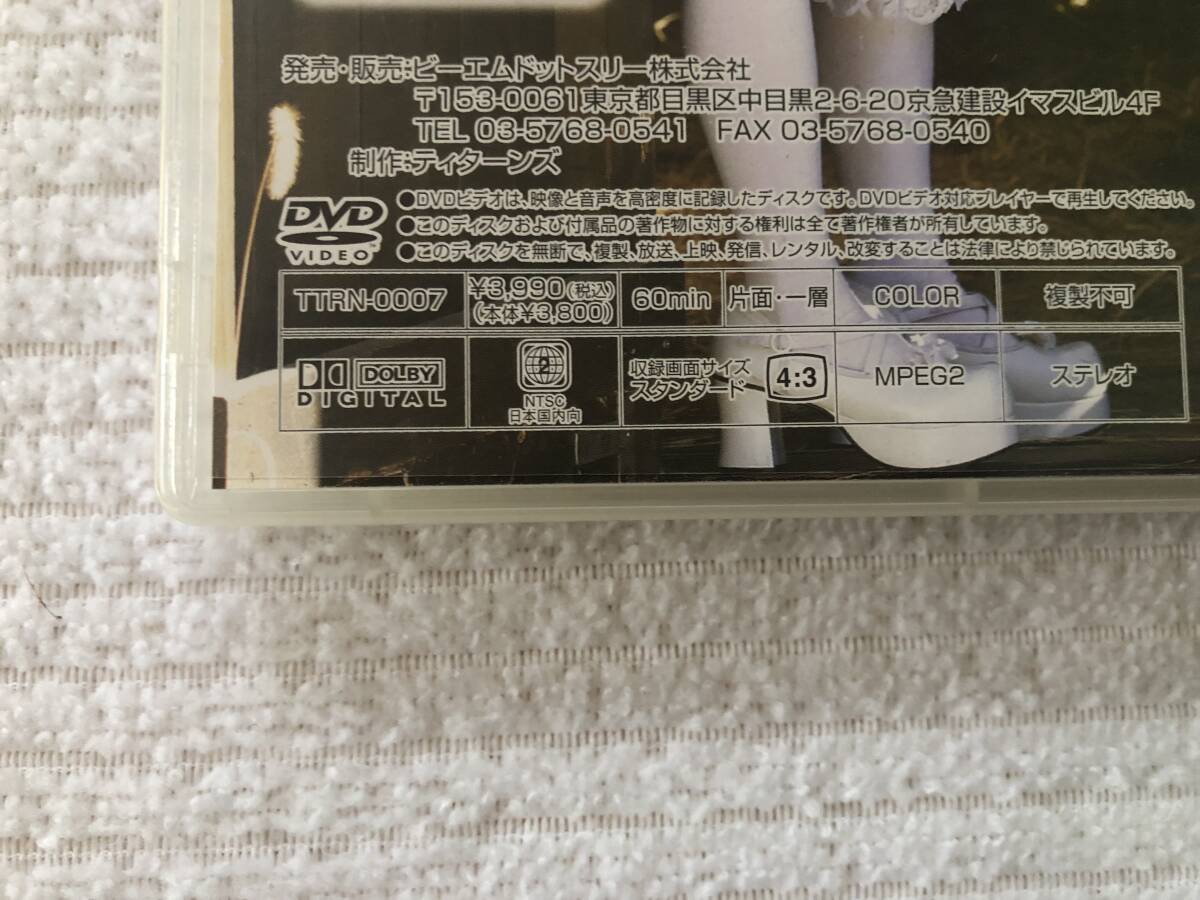 発売・販売:ビーエムドットスリー株式会社
〒153-0061東京都目黒区中目黒2-6-20京急建設イマスビル4F
TEL 03-5768-0541 FAX 03-5768-0540
制作:ティターンズ
DVD VIDEO
●DVDビデオは、映像と音声を高密度に記録したディスクです。DVDビデオ対応プレイヤーで再生してください。
●このディスクおよび付属品の著作物に対する権利は全て著作権者が所有しています。
●このディスクを無断で、複製、放送、上映、発信、レンタル、改変することは法律により禁じられています。
TTRN-0007 ¥3,990(税込) 60min 片面・一層 COLOR 複製不可
(本体¥3,800)
DOLBY DIGITAL
2 NTSC 日本国内向
収録画面サイズ
スタンダード 4:3
MPEG2 ステレオ